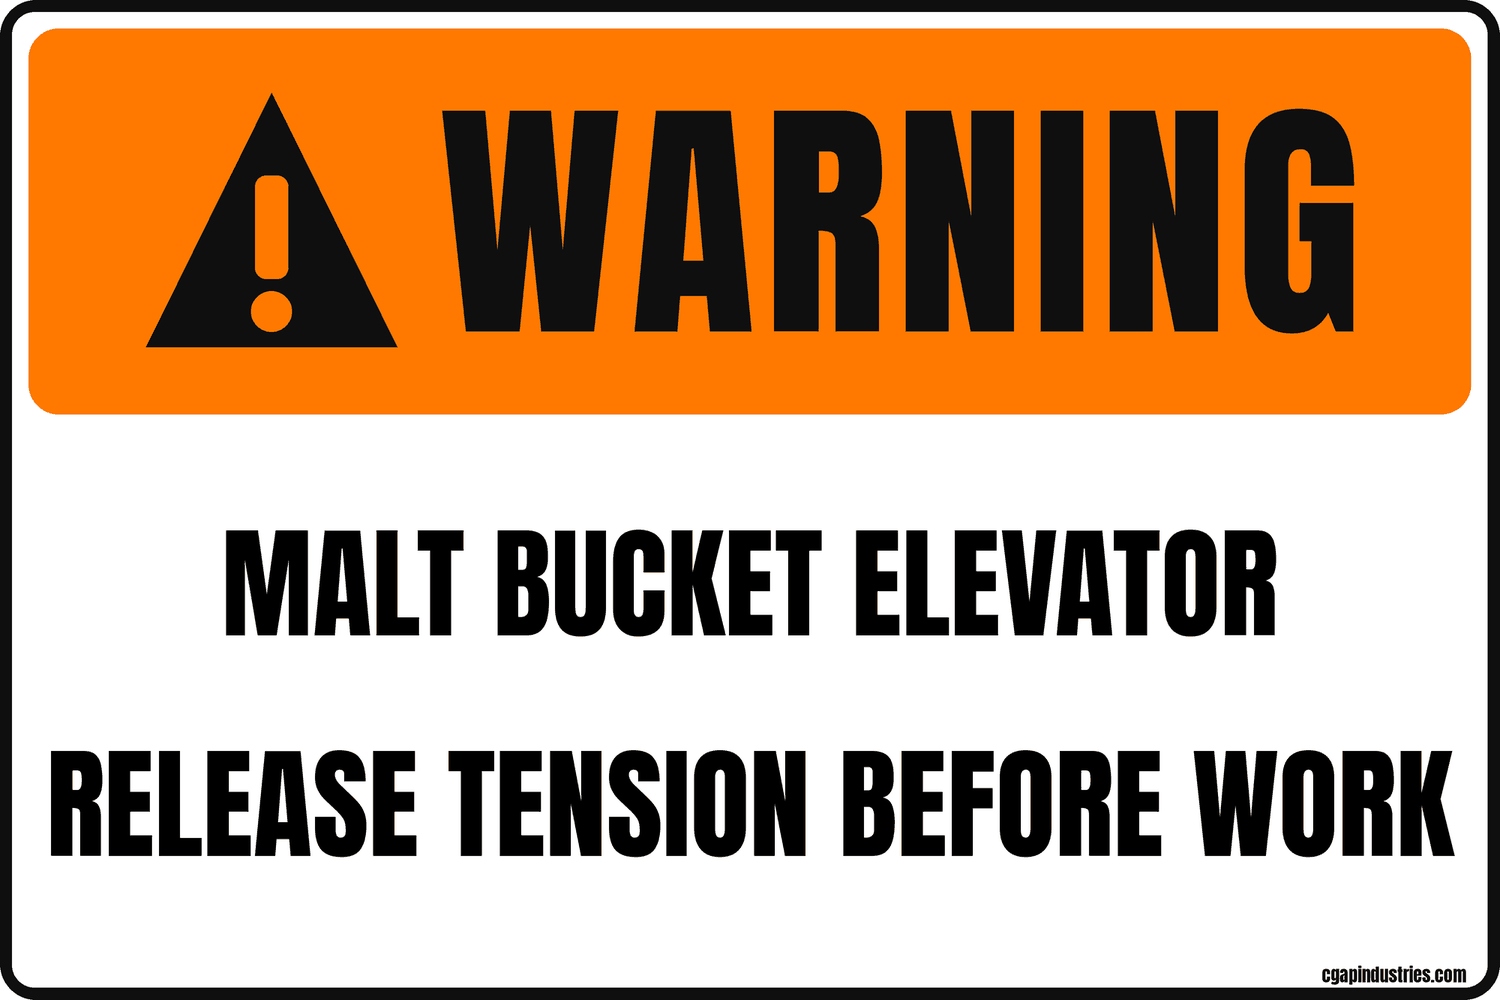 WARNING
MALT BUCKET ELEVATOR
RELEASE TENSION BEFORE WORK
cgapindustries.com